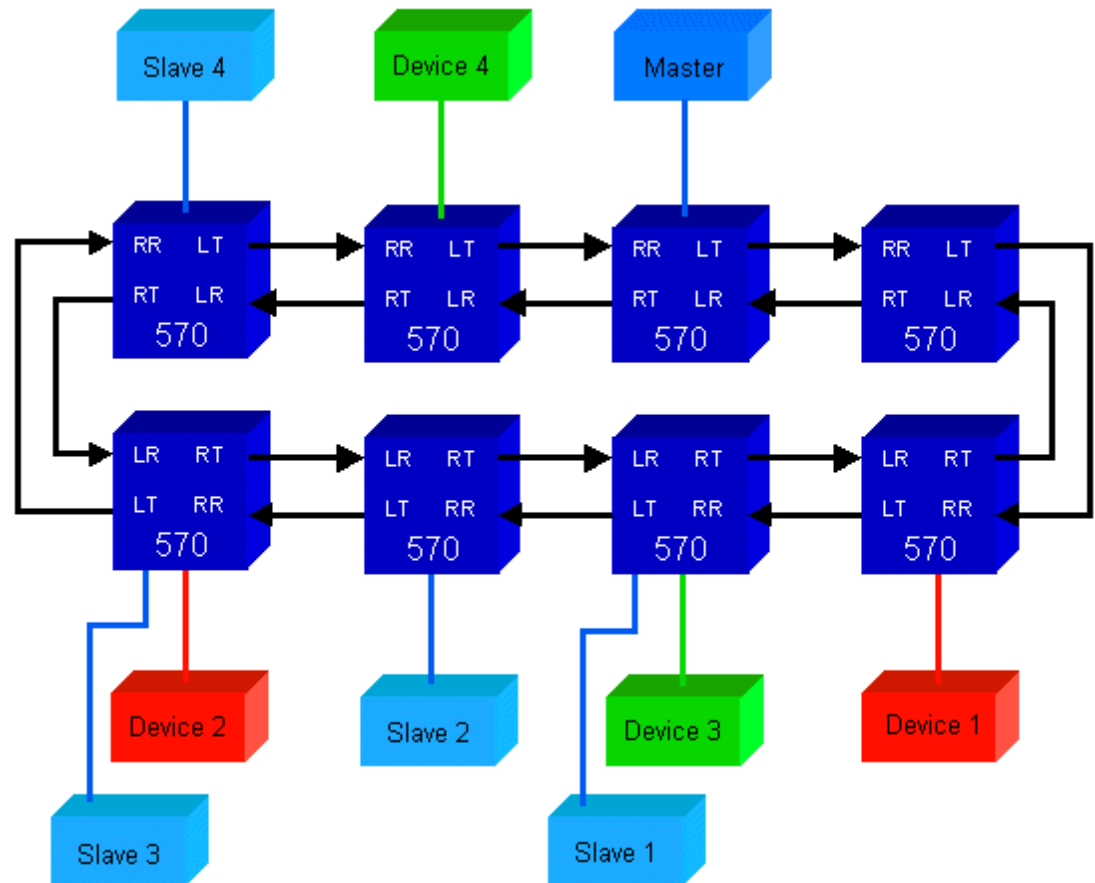 Slave 4
Device 4
Master
RR LT
RT LR
570
RR LT
RT LR
570
RR LT
RT LR
570
RR LT
RT LR
570
LR RT
LT RR
570
LR RT
LT RR
570
LR RT
LT RR
570
LR RT
LT RR
570
Device 2
Slave 2
Device 3
Device 1
Slave 3
Slave 1